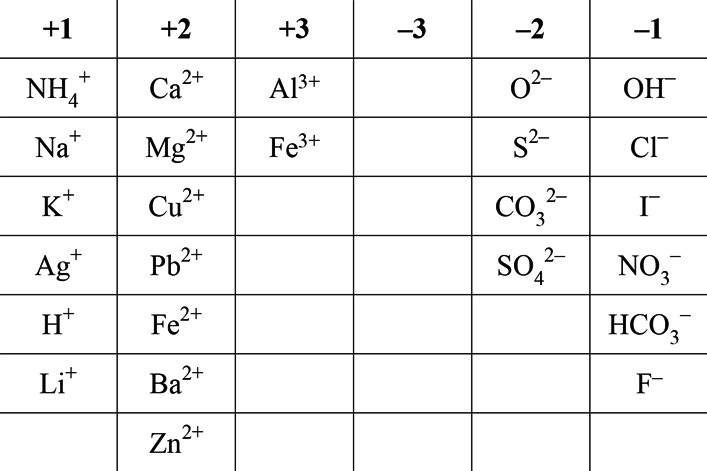 +1 +2 +3 –3 –2 –1
NH₄⁺ Ca²⁺ Al³⁺ O²⁻ OH⁻
Na⁺ Mg²⁺ Fe³⁺ S²⁻ Cl⁻
K⁺ Cu²⁺ CO₃²⁻ I⁻
Ag⁺ Pb²⁺ SO₄²⁻ NO₃⁻
H⁺ Fe²⁺ HCO₃⁻
Li⁺ Ba²⁺ F⁻
Zn²⁺